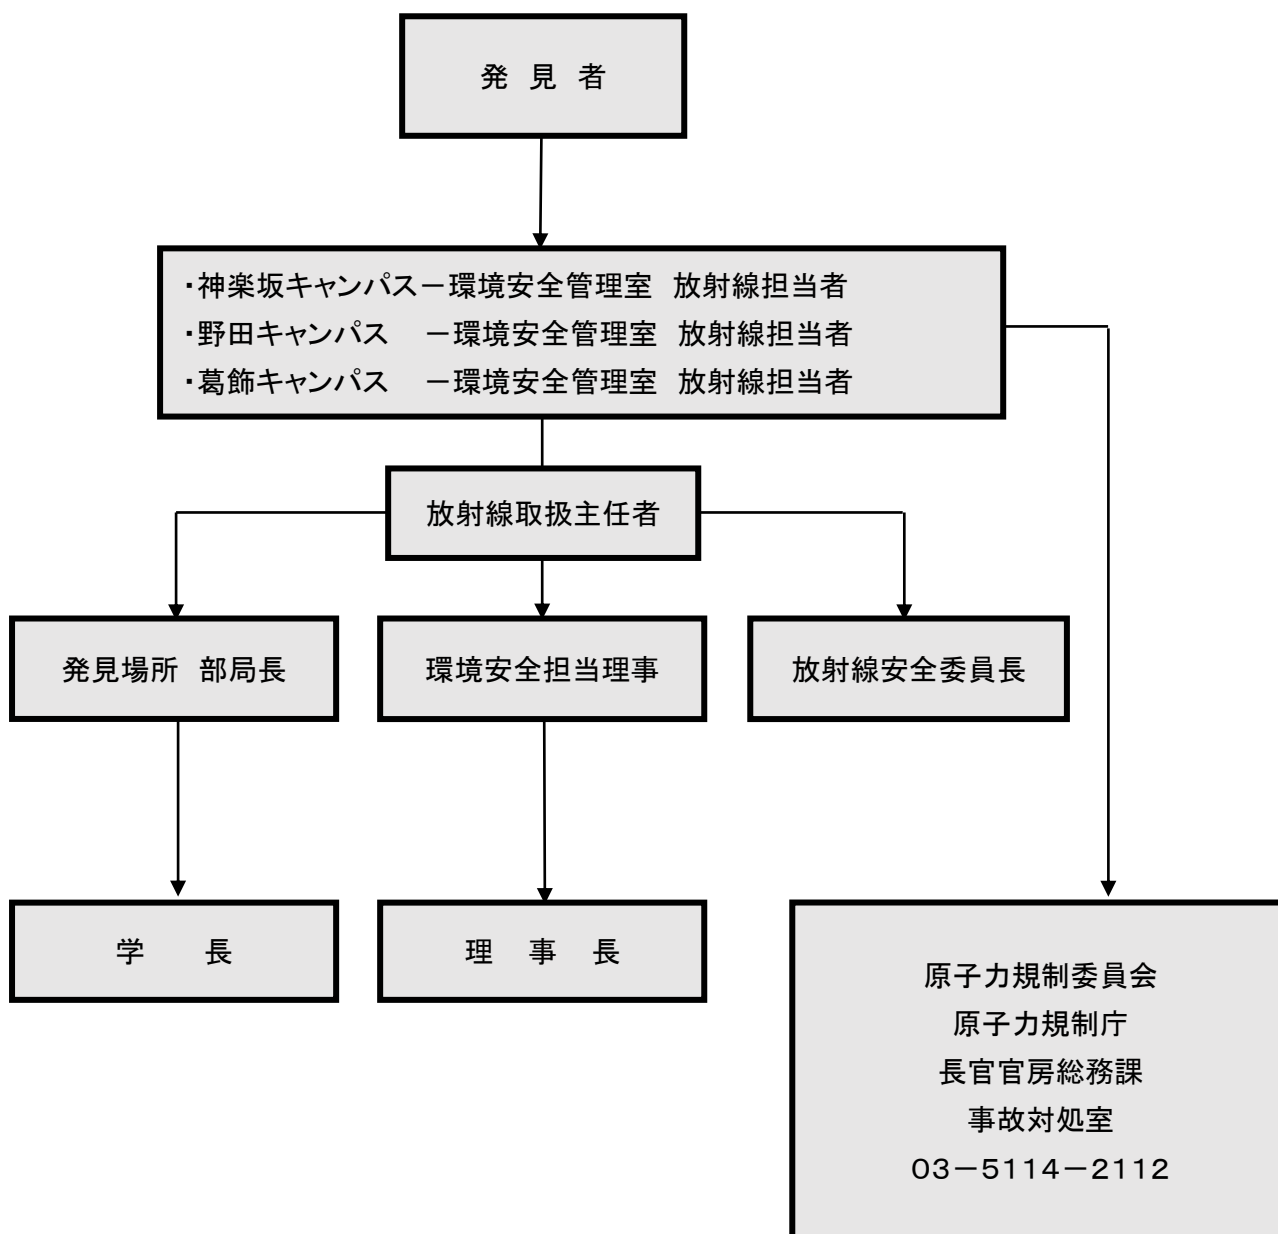 発 見 者
・神楽坂キャンパス－環境安全管理室 放射線担当者
・野田キャンパス －環境安全管理室 放射線担当者
・葛飾キャンパス －環境安全管理室 放射線担当者
放射線取扱主任者
発見場所 部局長
環境安全担当理事
放射線安全委員長
学 長
理 事 長
原子力規制委員会
原子力規制庁
長官官房総務課
事故対処室
０３－５１１４－２１１２